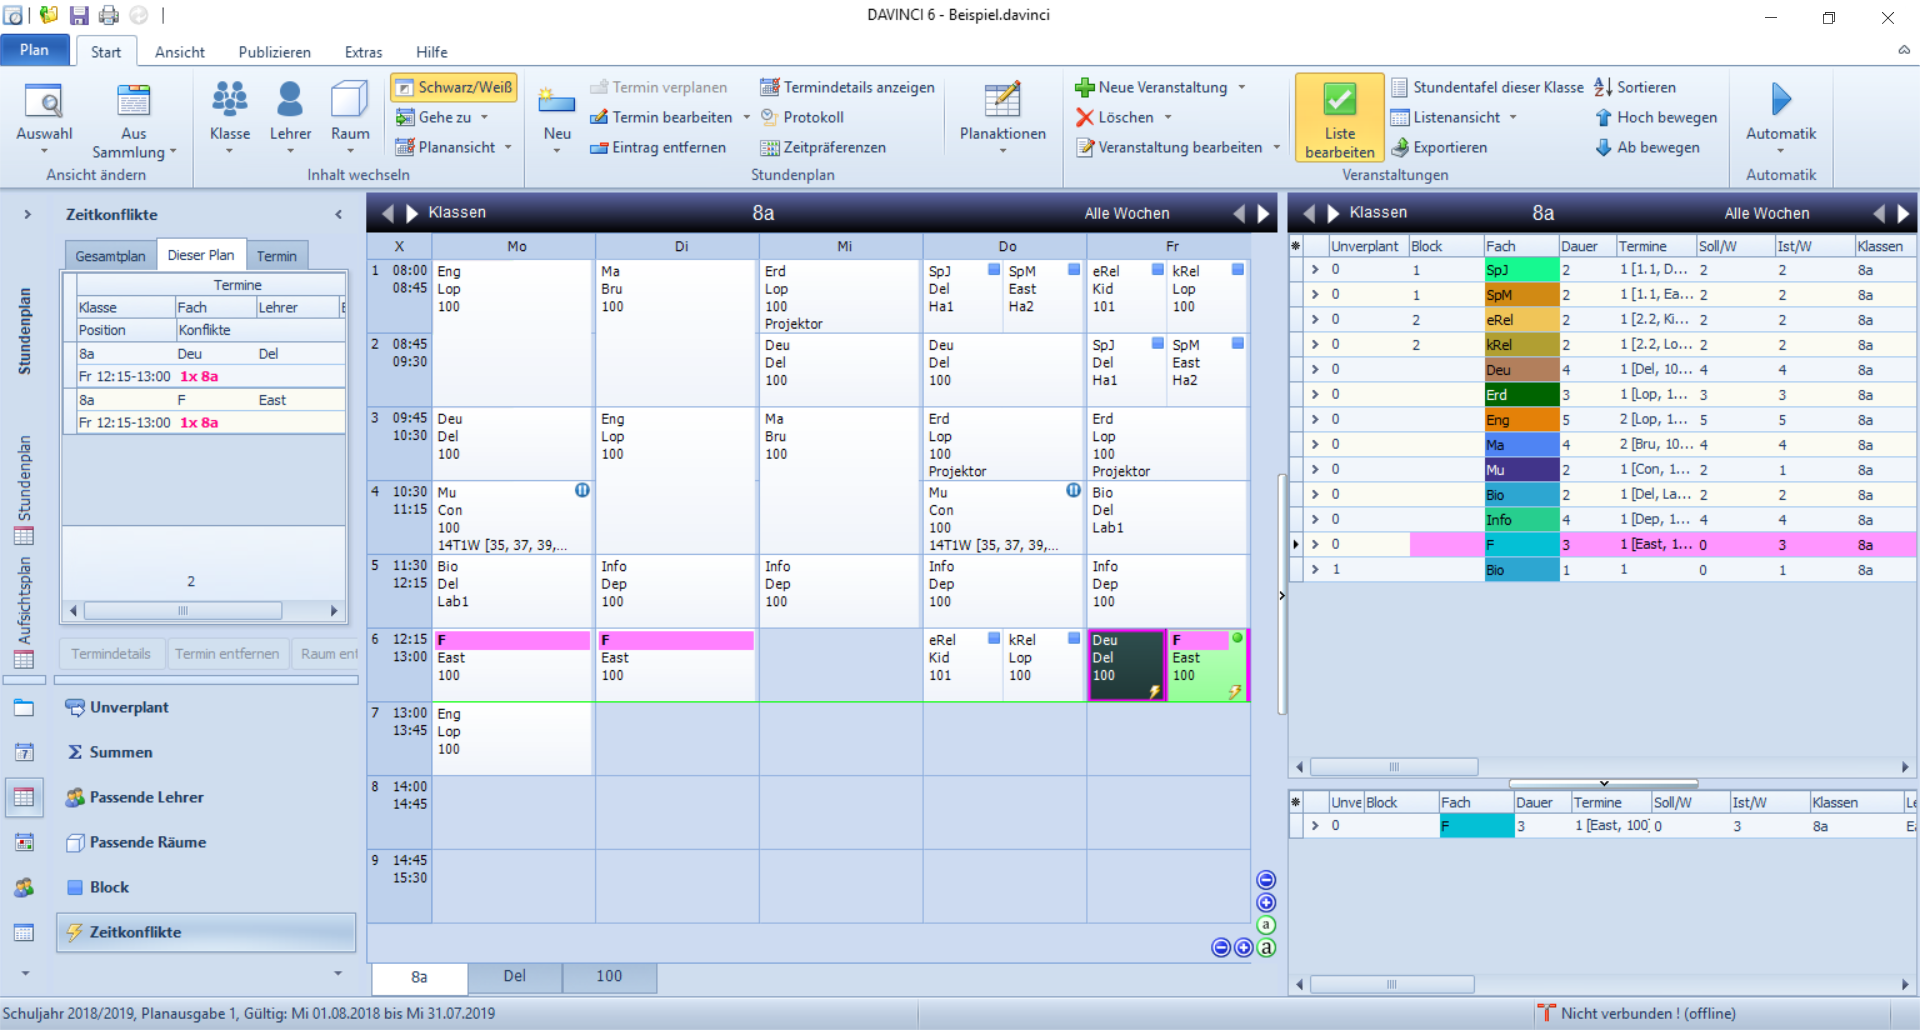 DAVINCI 6 - Beispiel.davinci
Plan Start Ansicht Publizieren Extras Hilfe
Auswahl
Aus Sammlung
Ansicht ändern
Klasse Lehrer Raum
Schwarz/Weiß
Gehe zu
Planansicht
Inhalt wechseln
Neu
Termin verplanen
Termin bearbeiten
Eintrag entfernen
Termindetails anzeigen
Protokoll
Zeitpräferenzen
Planaktionen
Stundenplan
Neue Veranstaltung
Löschen
Veranstaltung bearbeiten
Liste bearbeiten
Stundentafel dieser Klasse
Listenansicht
Exportieren
Sortieren
Hoch bewegen
Ab bewegen
Veranstaltungen
Automatik
Automatik
Stundenplan
Stundenplan
Aufsichtsplan
Zeitkonflikte
Gesamtplan Dieser Plan Termin
Termine
Klasse Fach Lehrer
Position Konflikte
8a Deu Del
Fr 12:15-13:00 1x 8a
8a F East
Fr 12:15-13:00 1x 8a
2
Termindetails Termin entfernen Raum ent
Unverplant
Summen
Passende Lehrer
Passende Räume
Block
Zeitkonflikte
Klassen 8a Alle Wochen
X Mo Di Mi Do Fr
1 08:00 Eng Ma Erd SpJ SpM eRel kRel
08:45 Lop Bru Lop Del East Kid Lop
100 100 100 Ha1 Ha2 101 100
Projektor
2 08:45 Deu Deu SpJ SpM
09:30 Del Del Del East
100 100 Ha1 Ha2
3 09:45 Deu Eng Ma Erd Erd
10:30 Del Lop Bru Lop Lop
100 100 100 100 100
Projektor Projektor
4 10:30 Mu Mu Bio
11:15 Con Con Del
100 100 Lab1
14T1W [35, 37, 39,... 14T1W [35, 37, 39,...
5 11:30 Bio Info Info Info Info
12:15 Del Dep Dep Dep Dep
Lab1 100 100 100 100
6 12:15 F F eRel kRel Deu F
13:00 East East Kid Lop Del East
100 100 101 100 100 100
7 13:00 Eng
13:45 Lop
100
8 14:00
14:45
9 14:45
15:30
a
a
8a Del 100
Klassen 8a Alle Wochen
Unverplant Block Fach Dauer Termine Soll/W Ist/W Klassen
0 1 SpJ 2 1 [1.1, D... 2 2 8a
0 1 SpM 2 1 [1.1, Ea... 2 2 8a
0 2 eRel 2 1 [2.2, Ki... 2 2 8a
0 2 kRel 2 1 [2.2, Lo... 2 2 8a
0 Deu 4 1 [Del, 10... 4 4 8a
0 Erd 3 1 [Lop, 1... 3 3 8a
0 Eng 5 2 [Lop, 1... 5 5 8a
0 Ma 4 2 [Bru, 10... 4 4 8a
0 Mu 2 1 [Con, 1... 2 1 8a
0 Bio 2 1 [Del, La... 2 2 8a
0 Info 4 1 [Dep, 1... 4 4 8a
0 F 3 1 [East, 1... 0 3 8a
1 Bio 1 1 0 1 8a
Unve Block Fach Dauer Termine Soll/W Ist/W Klassen
0 F 3 1 [East, 100] 0 3 8a
Schuljahr 2018/2019, Planausgabe 1, Gültig: Mi 01.08.2018 bis Mi 31.07.2019
Nicht verbunden ! (offline)